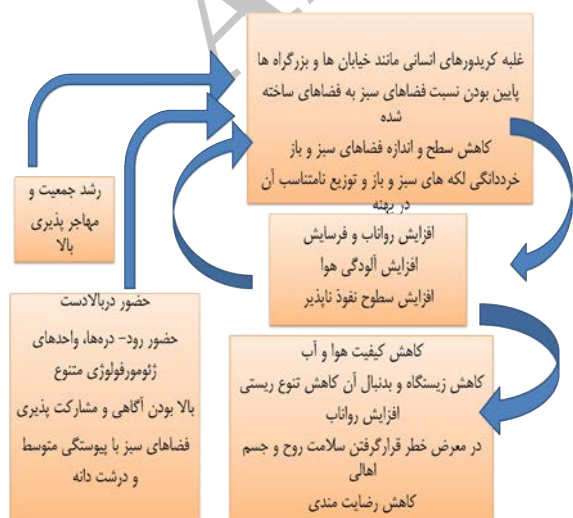 غلبه کریدورهای انسانی مانند خیابان ها و بزرگراه ها
پایین بودن نسبت فضاهای سبز به فضاهای ساخته
شده
کاهش سطح و اندازه فضاهای سبز و باز
خرددانگی لکه های سبز و باز و توزیع نامتناسب آن
در پهنه
رشد جمعیت و
مهاجر پذیری
بالا
افزایش رواناب و فرسایش
افزایش آلودگی هوا
افزایش سطوح نفوذ ناپذیر
حضور دربالادست
حضور رود- دره‌ها، واحدهای
ژئومورفولوژی متنوع
بالا بودن آگاهی و مشارکت پذیری
فضاهای سبز با پیوستگی متوسط
و درشت دانه
کاهش کیفیت هوا و آب
کاهش زیستگاه و بدنبال آن کاهش تنوع ریستی
افزایش رواناب
در معرض خطر قرارگرفتن سلامت روح و جسم
اهالی
کاهش رضایت مندی